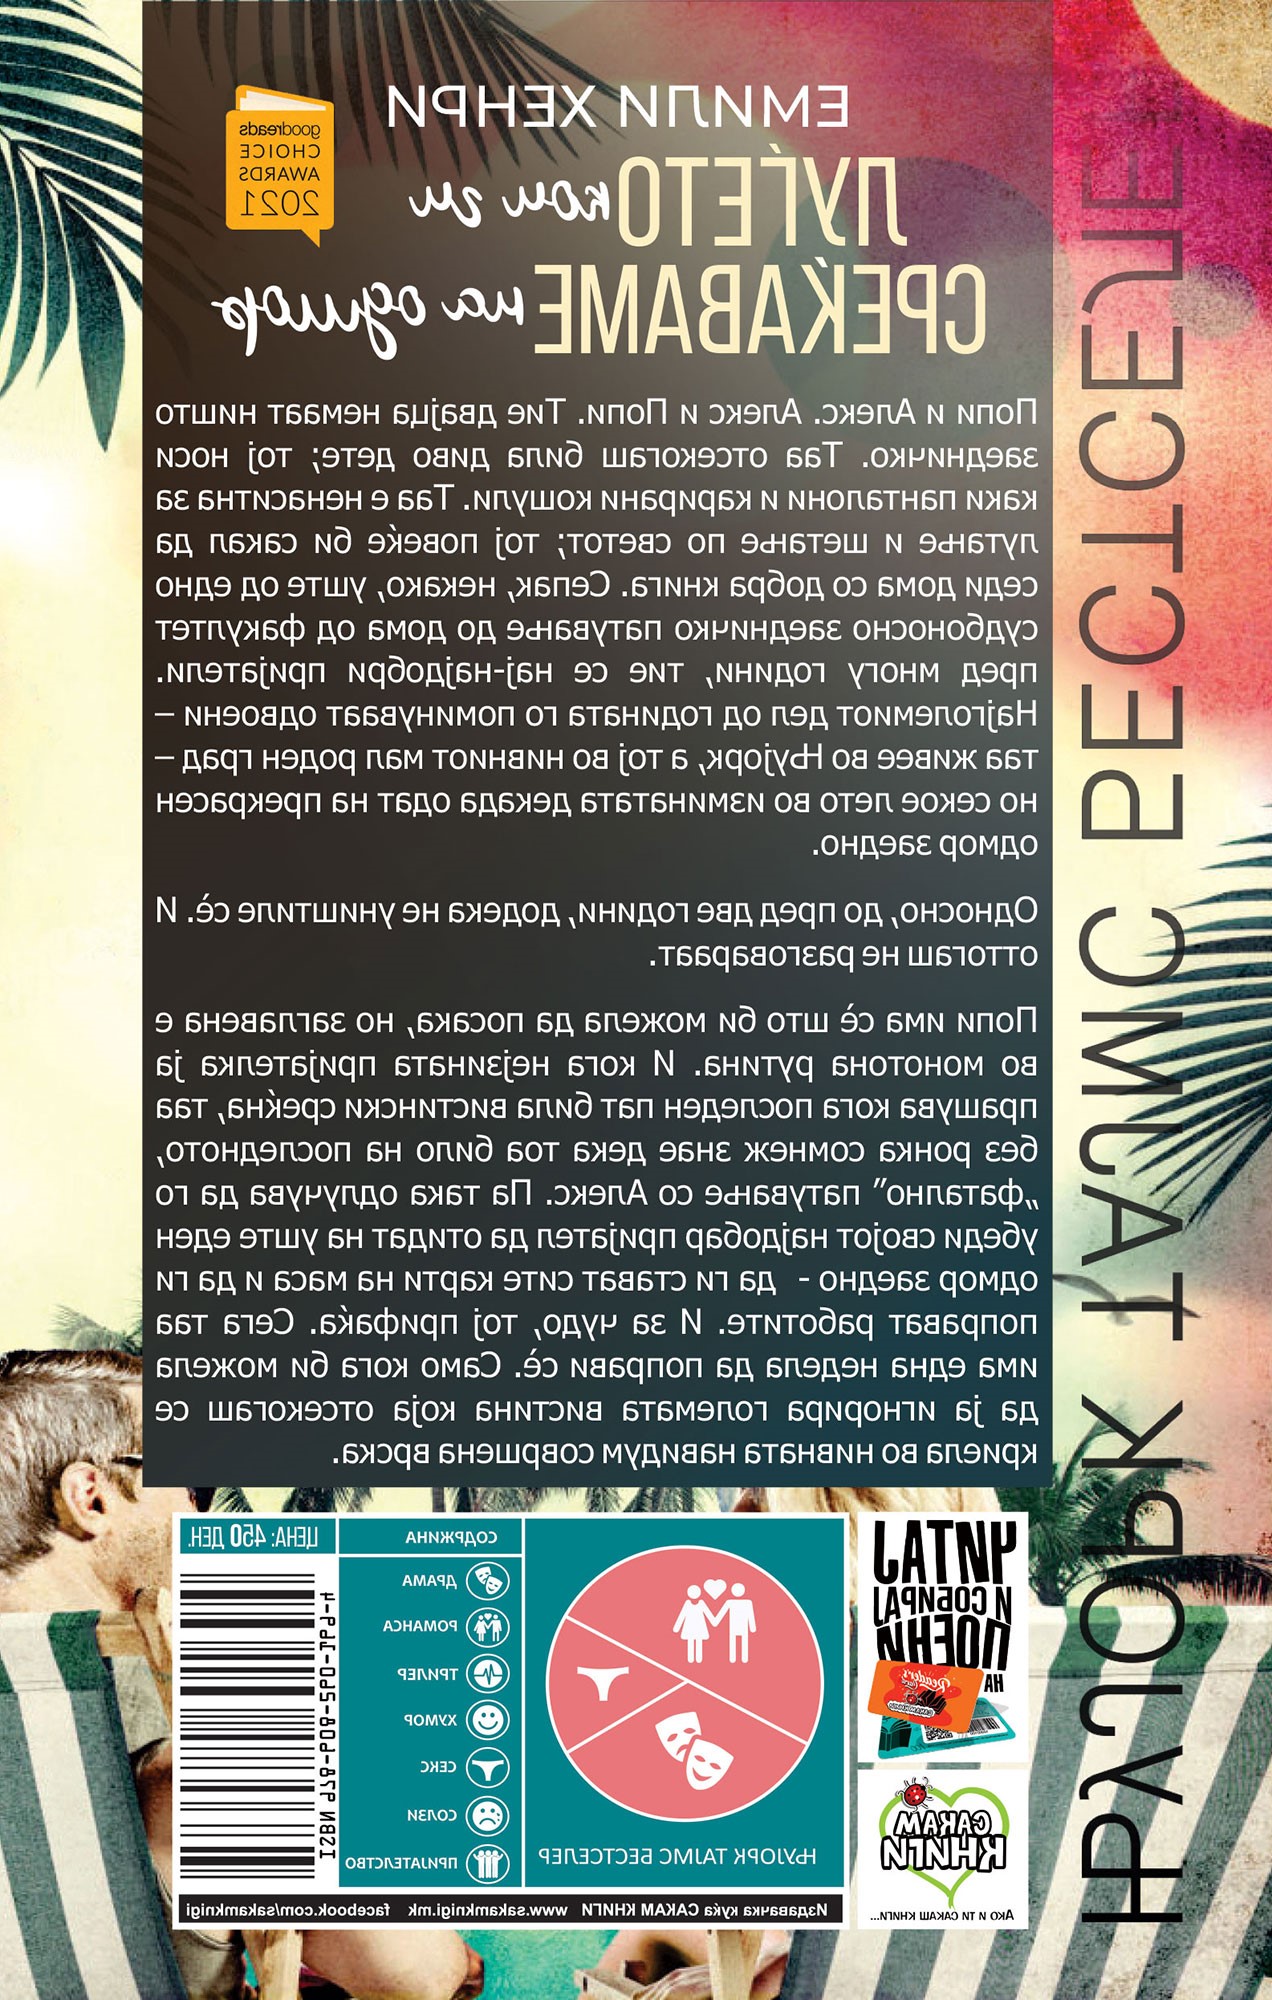 ЕМИЛИ ХЕНРИ
ЛУЃЕТО кои ги
СРЕЌАВАМЕ на одмор
goodreads
CHOICE
AWARDS
2021
Попи и Алекс. Алекс и Попи. Тие двајца немаат ништо
заедничко. Таа отсекогаш била диво дете; тој носи
каки панталони и карирани кошули. Таа е ненаситна за
лутање и шетање по светот; тој повеќе би сакал да
седи дома со добра книга. Сепак, некако, уште од едно
судбоносно заедничко патување до дома од факултет
пред многу години, тие се нај-најдобри пријатели.
Најголемиот дел од годината го поминуваат одвоени –
таа живее во Њујорк, а тој во нивниот мал роден град –
но секое лето во изминатата декада одат на прекрасен
одмор заедно.
Односно, до пред две години, додека не уништиле сѐ. И
оттогаш не разговараат.
Попи има сѐ што би можела да посака, но заглавена е
во монотона рутина. И кога нејзината пријателка ја
прашува кога последен пат била вистински среќна, таа
без ронка сомнеж знае дека тоа било на последното,
„фатално” патување со Алекс. Па така одлучува да го
убеди својот најдобар пријател да отидат на уште еден
одмор заедно - да ги стават сите карти на маса и да ги
поправат работите. И за чудо, тој прифаќа. Сега таа
има една недела да поправи сѐ. Само кога би можела
да ја игнорира големата вистина која отсекогаш се
криела во нивната навидум совршена врска.
ЊУЈОРК ТАЈМС БЕСТСЕЛЕР
ЧИТАЈ
И СОБИРАЈ
ПОЕНИ
НА
Reader's
САКАМ
КНИГИ
АКО И ТИ САКАШ КНИГИ...
ЊУЈОРК ТАЈМС БЕСТСЕЛЕР
СОДРЖИНА
ДРАМА
РОМАНСА
ТРИЛЕР
ХУМОР
СЕКС
СОЛЗИ
ПРИЈАТЕЛСТВО
ЦЕНА: 450 ДЕН.
ISBN 978-608-265-199-4
Издавачка куќа САКАМ КНИГИ www.sakamknigi.mk facebook.com/sakamknigi